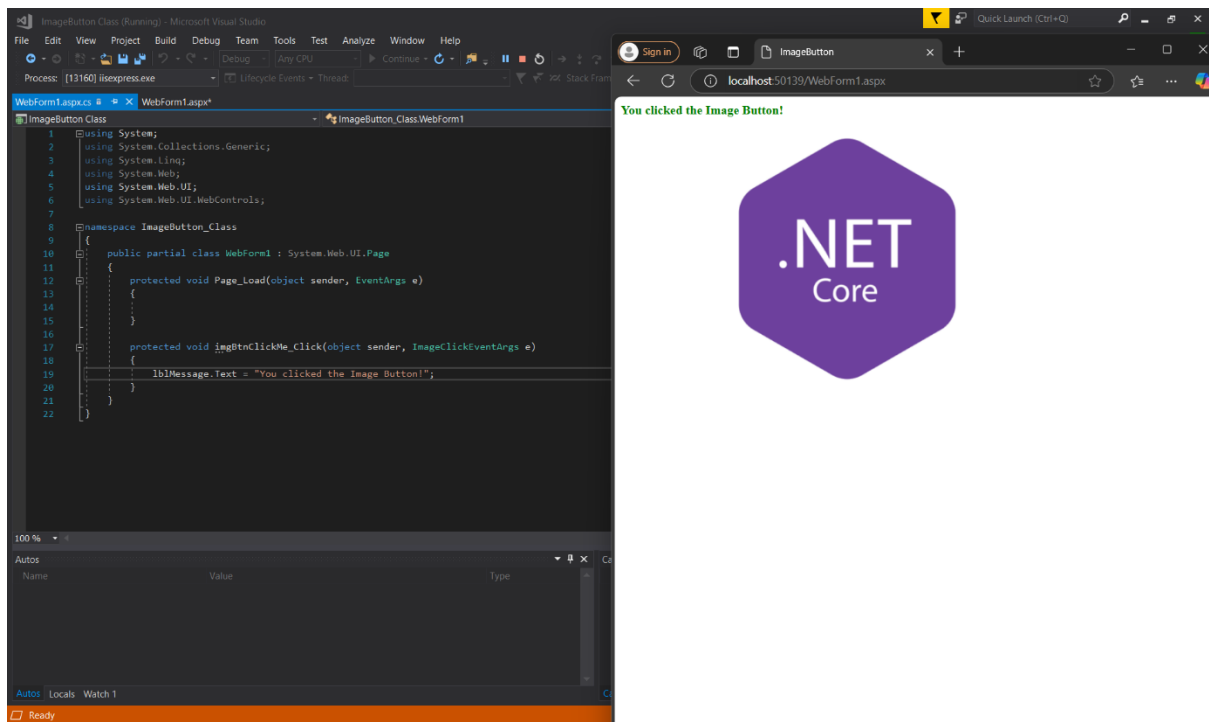 ImageButton Class (Running) - Microsoft Visual Studio
Quick Launch (Ctrl+Q)
File Edit View Project Build Debug Team Tools Test Analyze Window Help
Debug Any CPU Continue
Process: [13160] iisexpress.exe Lifecycle Events Thread: Stack Fram
WebForm1.aspx.cs WebForm1.aspx*
ImageButton Class ImageButton_Class.WebForm1
1 using System;
2 using System.Collections.Generic;
3 using System.Linq;
4 using System.Web;
5 using System.Web.UI;
6 using System.Web.UI.WebControls;
7
8 namespace ImageButton_Class
9 {
10 public partial class WebForm1 : System.Web.UI.Page
11 {
12 protected void Page_Load(object sender, EventArgs e)
13 {
14
15 }
16
17 protected void imgBtnClickMe_Click(object sender, ImageClickEventArgs e)
18 {
19 lblMessage.Text = "You clicked the Image Button!";
20 }
21 }
22 }
100 %
Autos Ca
Name Value Type
Autos Locals Watch 1 Ca
Ready
Sign in ImageButton
localhost:50139/WebForm1.aspx
You clicked the Image Button!
.NET
Core